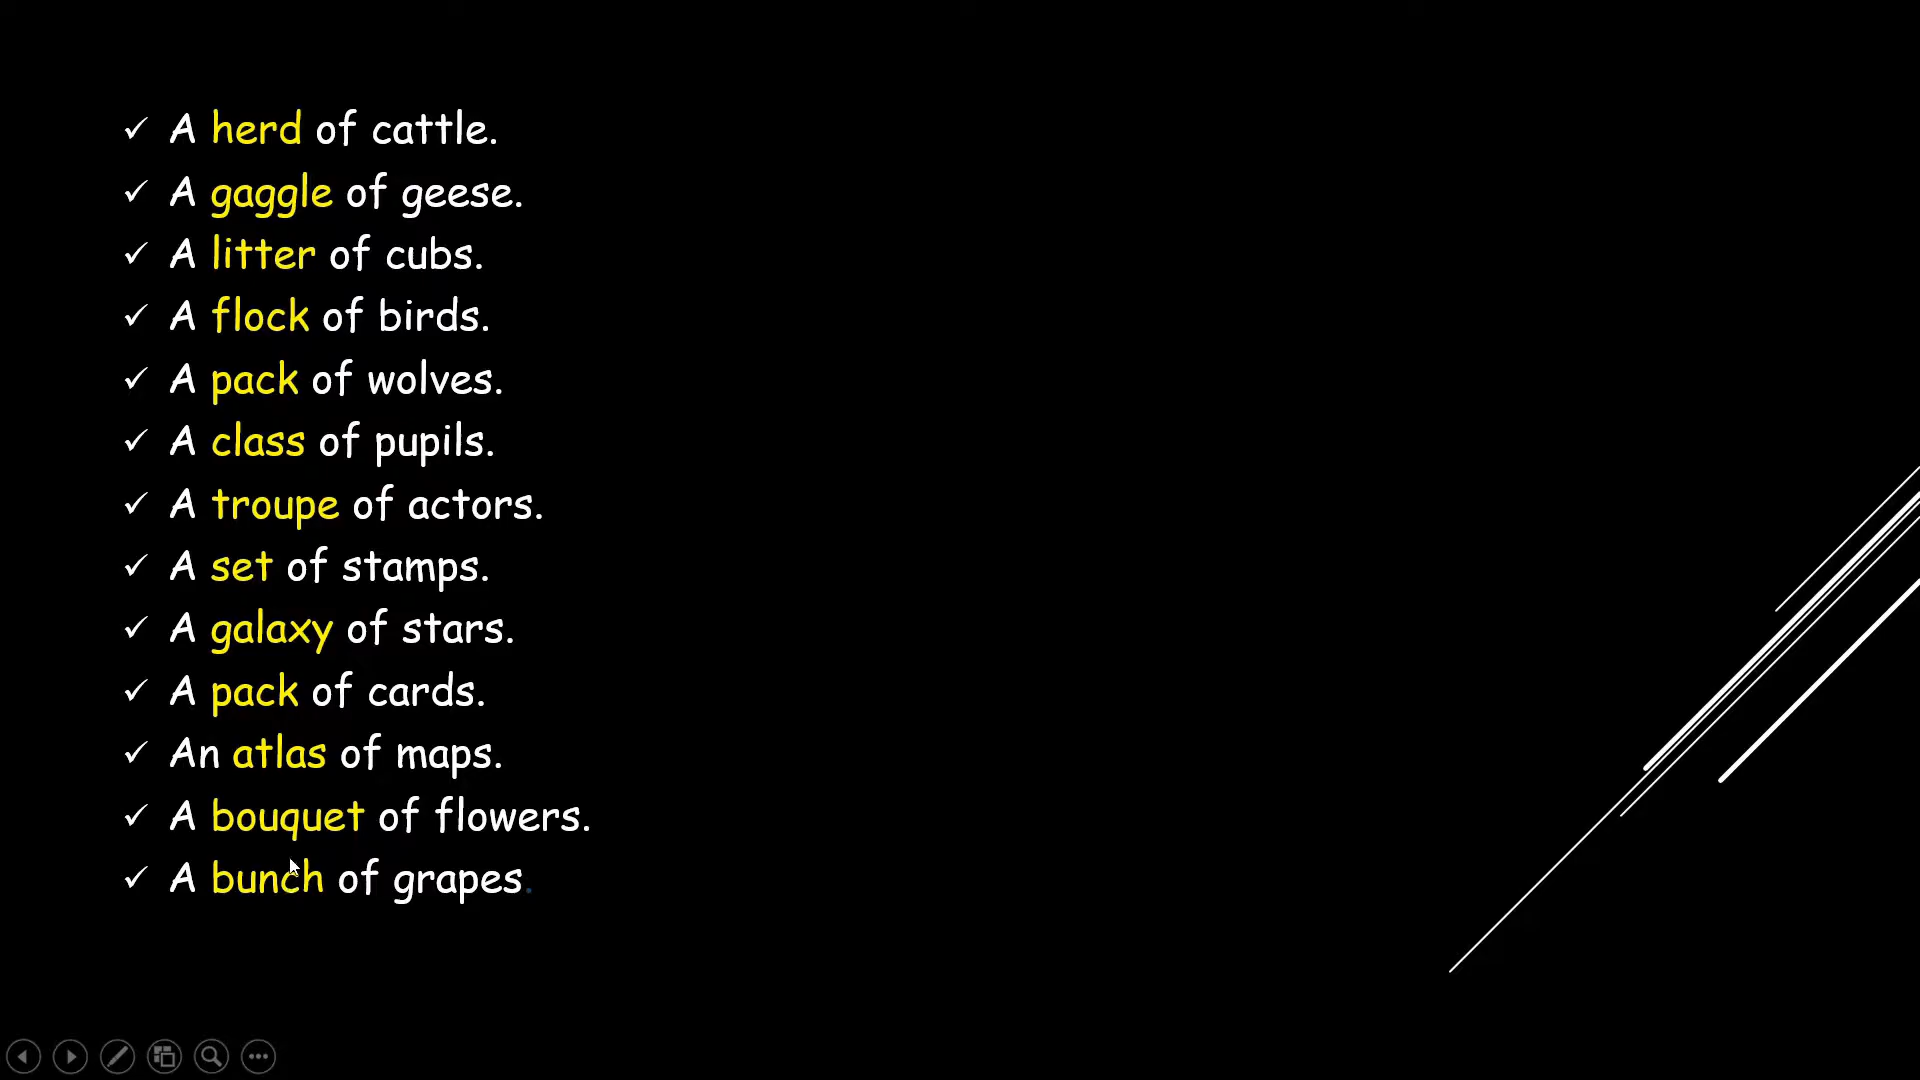 ✓ A herd of cattle.
✓ A gaggle of geese.
✓ A litter of cubs.
✓ A flock of birds.
✓ A pack of wolves.
✓ A class of pupils.
✓ A troupe of actors.
✓ A set of stamps.
✓ A galaxy of stars.
✓ A pack of cards.
✓ An atlas of maps.
✓ A bouquet of flowers.
✓ A bunch of grapes.